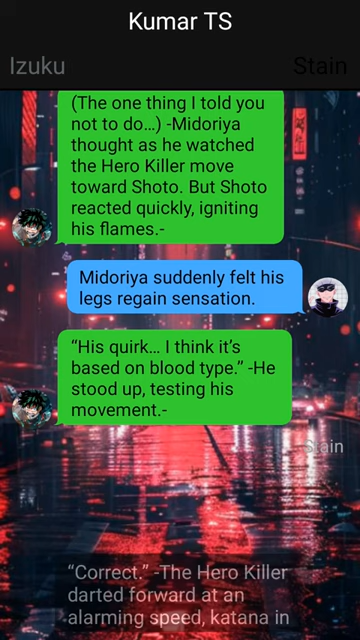 Kumar TS
Izuku
Stain
(The one thing I told you
not to do…) -Midoriya
thought as he watched
the Hero Killer move
toward Shoto. But Shoto
reacted quickly, igniting
his flames.-
Midoriya suddenly felt his
legs regain sensation.
“His quirk… I think it’s
based on blood type.” -He
stood up, testing his
movement.-
Stain
“Correct.” -The Hero Killer
darted forward at an
alarming speed, katana in